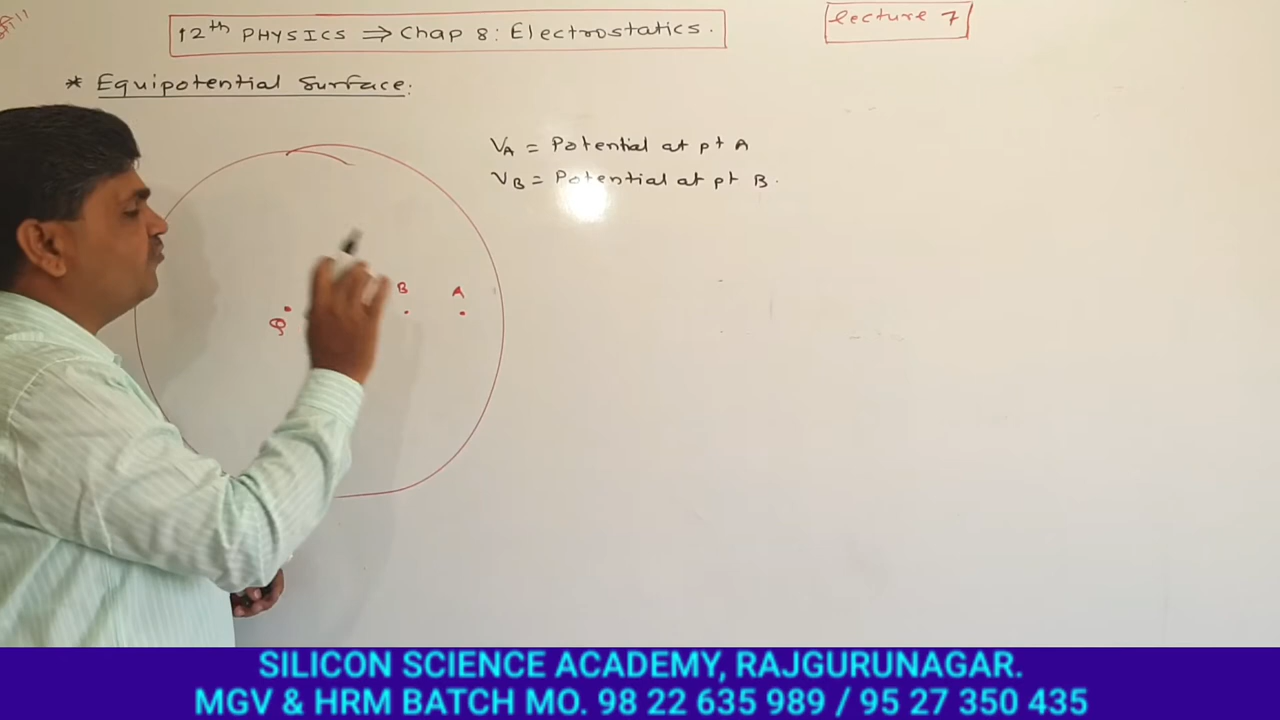 12th PHYSICS ⇒ Chap 8: Electrostatics.
lecture 7
* Equipotential Surface:
VA = Potential at pt A
VB = Potential at pt B.
B
A
Q
SILICON SCIENCE ACADEMY, RAJGURUNAGAR.
MGV & HRM BATCH MO. 98 22 635 989 / 95 27 350 435